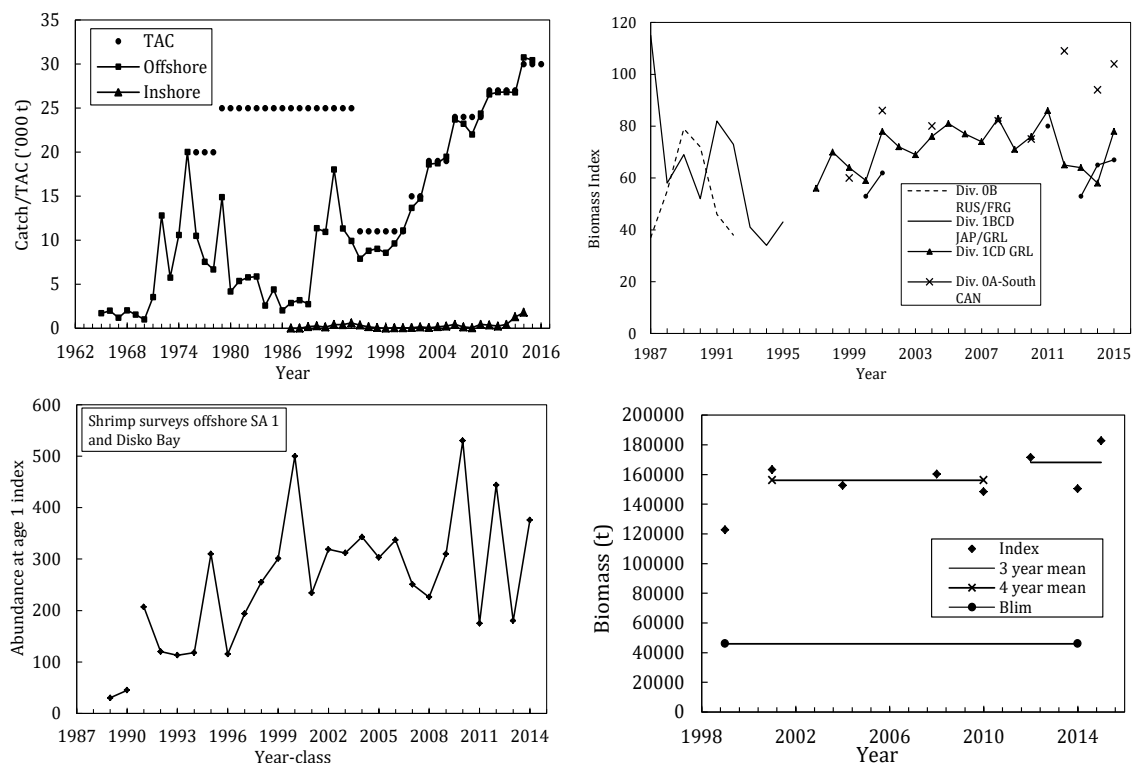 35
30
25
20
15
10
5
0
Catch/TAC ('000 t)
TAC
Offshore
Inshore
1962 1968 1974 1980 1986 1992 1998 2004 2010 2016
Year
120
100
80
60
40
20
0
Biomass Index
Div. 0B
RUS/FRG
Div. 1BCD
JAP/GRL
Div. 1CD GRL
Div. 0A-South
CAN
1987 1991 1995 1999 2003 2007 2011 2015
Year
600
500
400
300
200
100
0
Abundance at age 1 index
Shrimp surveys offshore SA 1
and Disko Bay
1987 1990 1993 1996 1999 2002 2005 2008 2011 2014
Year-class
200000
180000
160000
140000
120000
100000
80000
60000
40000
20000
0
Biomass (t)
Index
3 year mean
4 year mean
Blim
1998 2002 2006 2010 2014
Year